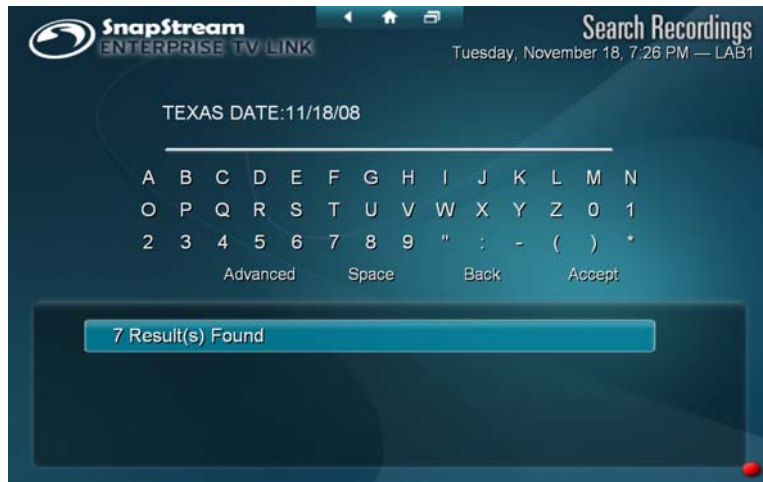 SnapStream
ENTERPRISE TV LINK
Search Recordings
Tuesday, November 18, 7:26 PM — LAB1
TEXAS DATE:11/18/08
A B C D E F G H I J K L M N
O P Q R S T U V W X Y Z 0 1
2 3 4 5 6 7 8 9 " : - ( ) *
Advanced Space Back Accept
7 Result(s) Found